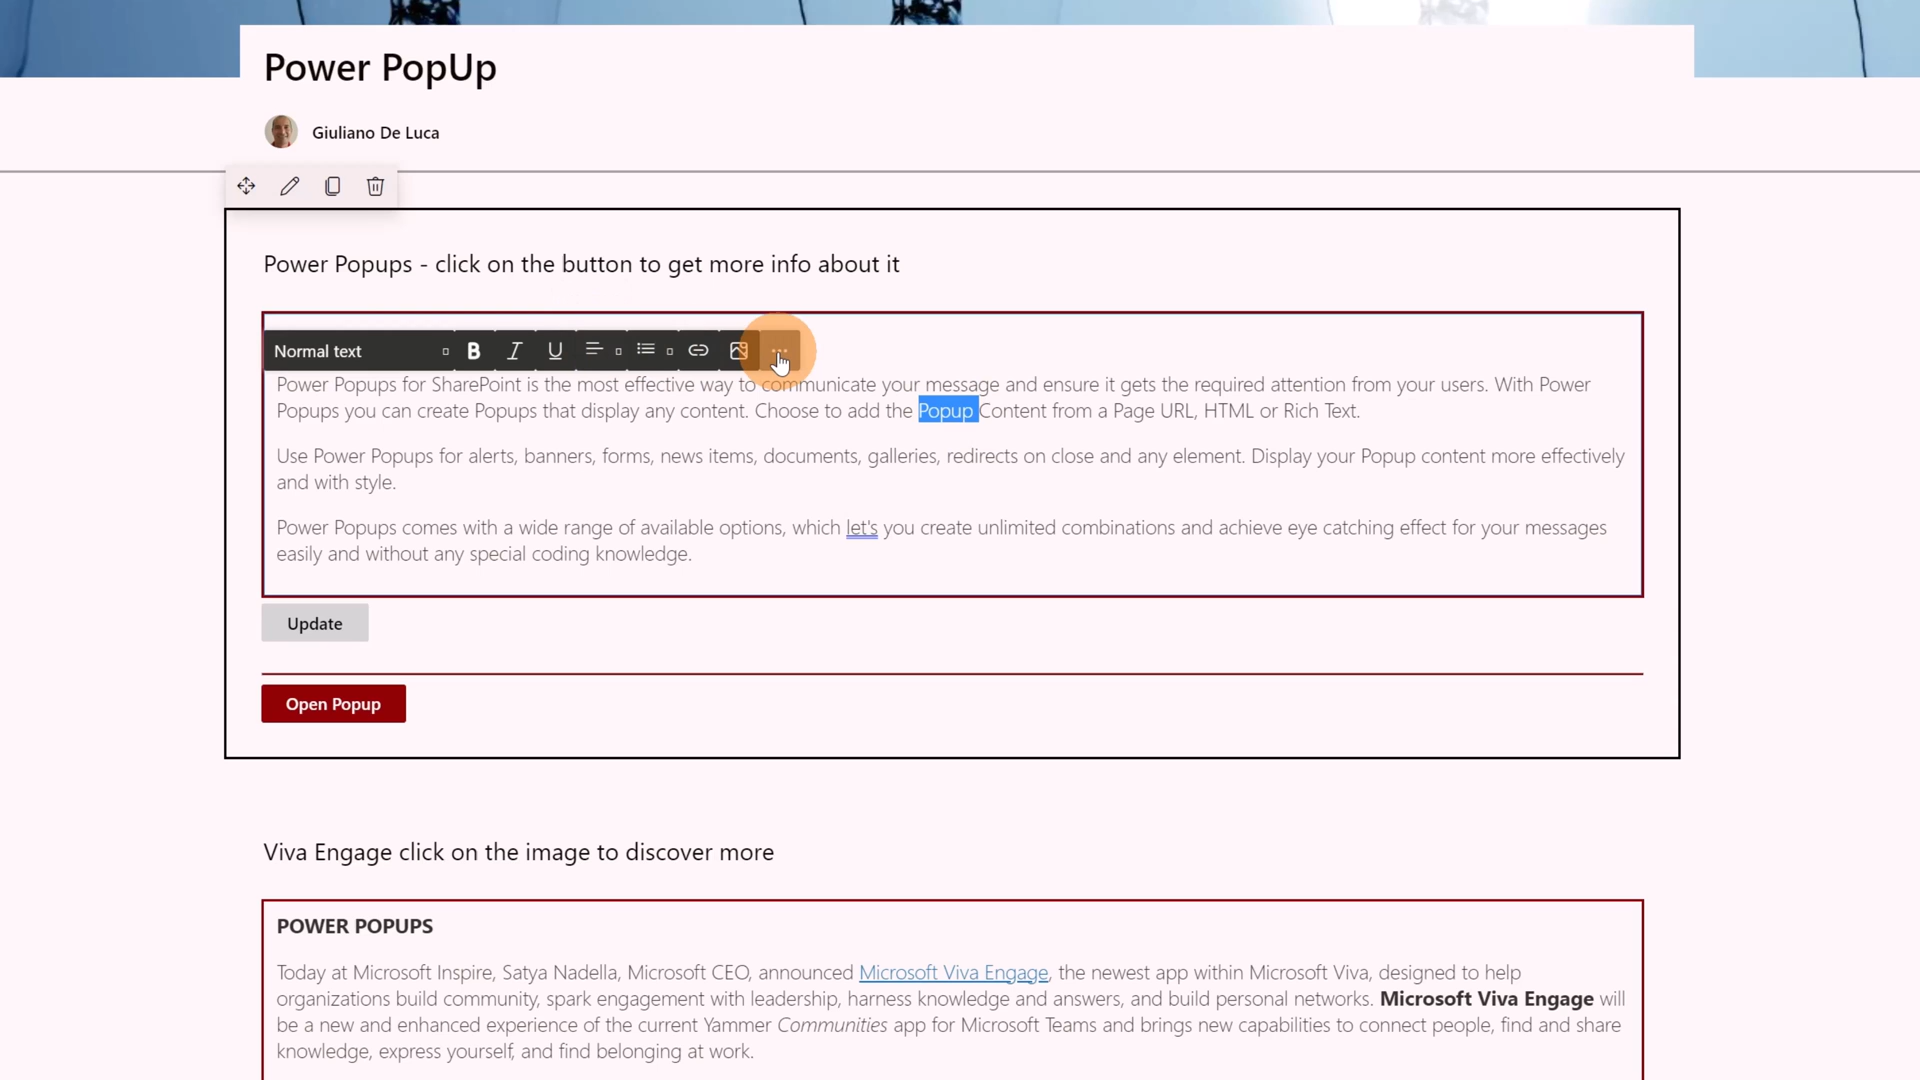 Power PopUp
Giuliano De Luca
Power Popups - click on the button to get more info about it
Normal text
Power Popups for SharePoint is the most effective way to communicate your message and ensure it gets the required attention from your users. With Power
Popups you can create Popups that display any content. Choose to add the Popup Content from a Page URL, HTML or Rich Text.
Use Power Popups for alerts, banners, forms, news items, documents, galleries, redirects on close and any element. Display your Popup content more effectively
and with style.
Power Popups comes with a wide range of available options, which let's you create unlimited combinations and achieve eye catching effect for your messages
easily and without any special coding knowledge.
Update
Open Popup
Viva Engage click on the image to discover more
POWER POPUPS
Today at Microsoft Inspire, Satya Nadella, Microsoft CEO, announced Microsoft Viva Engage, the newest app within Microsoft Viva, designed to help
organizations build community, spark engagement with leadership, harness knowledge and answers, and build personal networks. Microsoft Viva Engage will
be a new and enhanced experience of the current Yammer Communities app for Microsoft Teams and brings new capabilities to connect people, find and share
knowledge, express yourself, and find belonging at work.